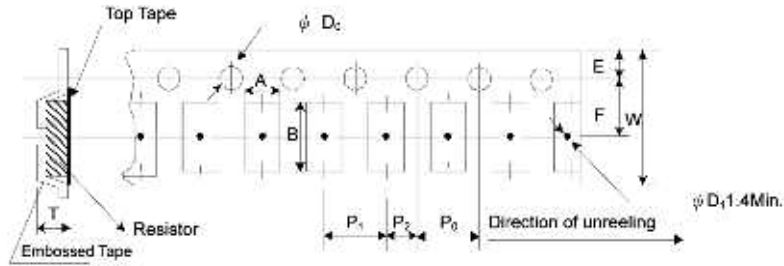 Top Tape
ψ D₀
A
E
B
F
W
T
Resistor
Embossed Tape
P₁
P₂
P₀
Direction of unreeling
ψ D₁1.4Min.